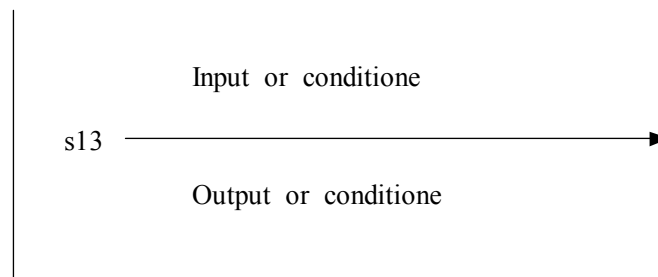 Input or conditione
s13
Output or conditione